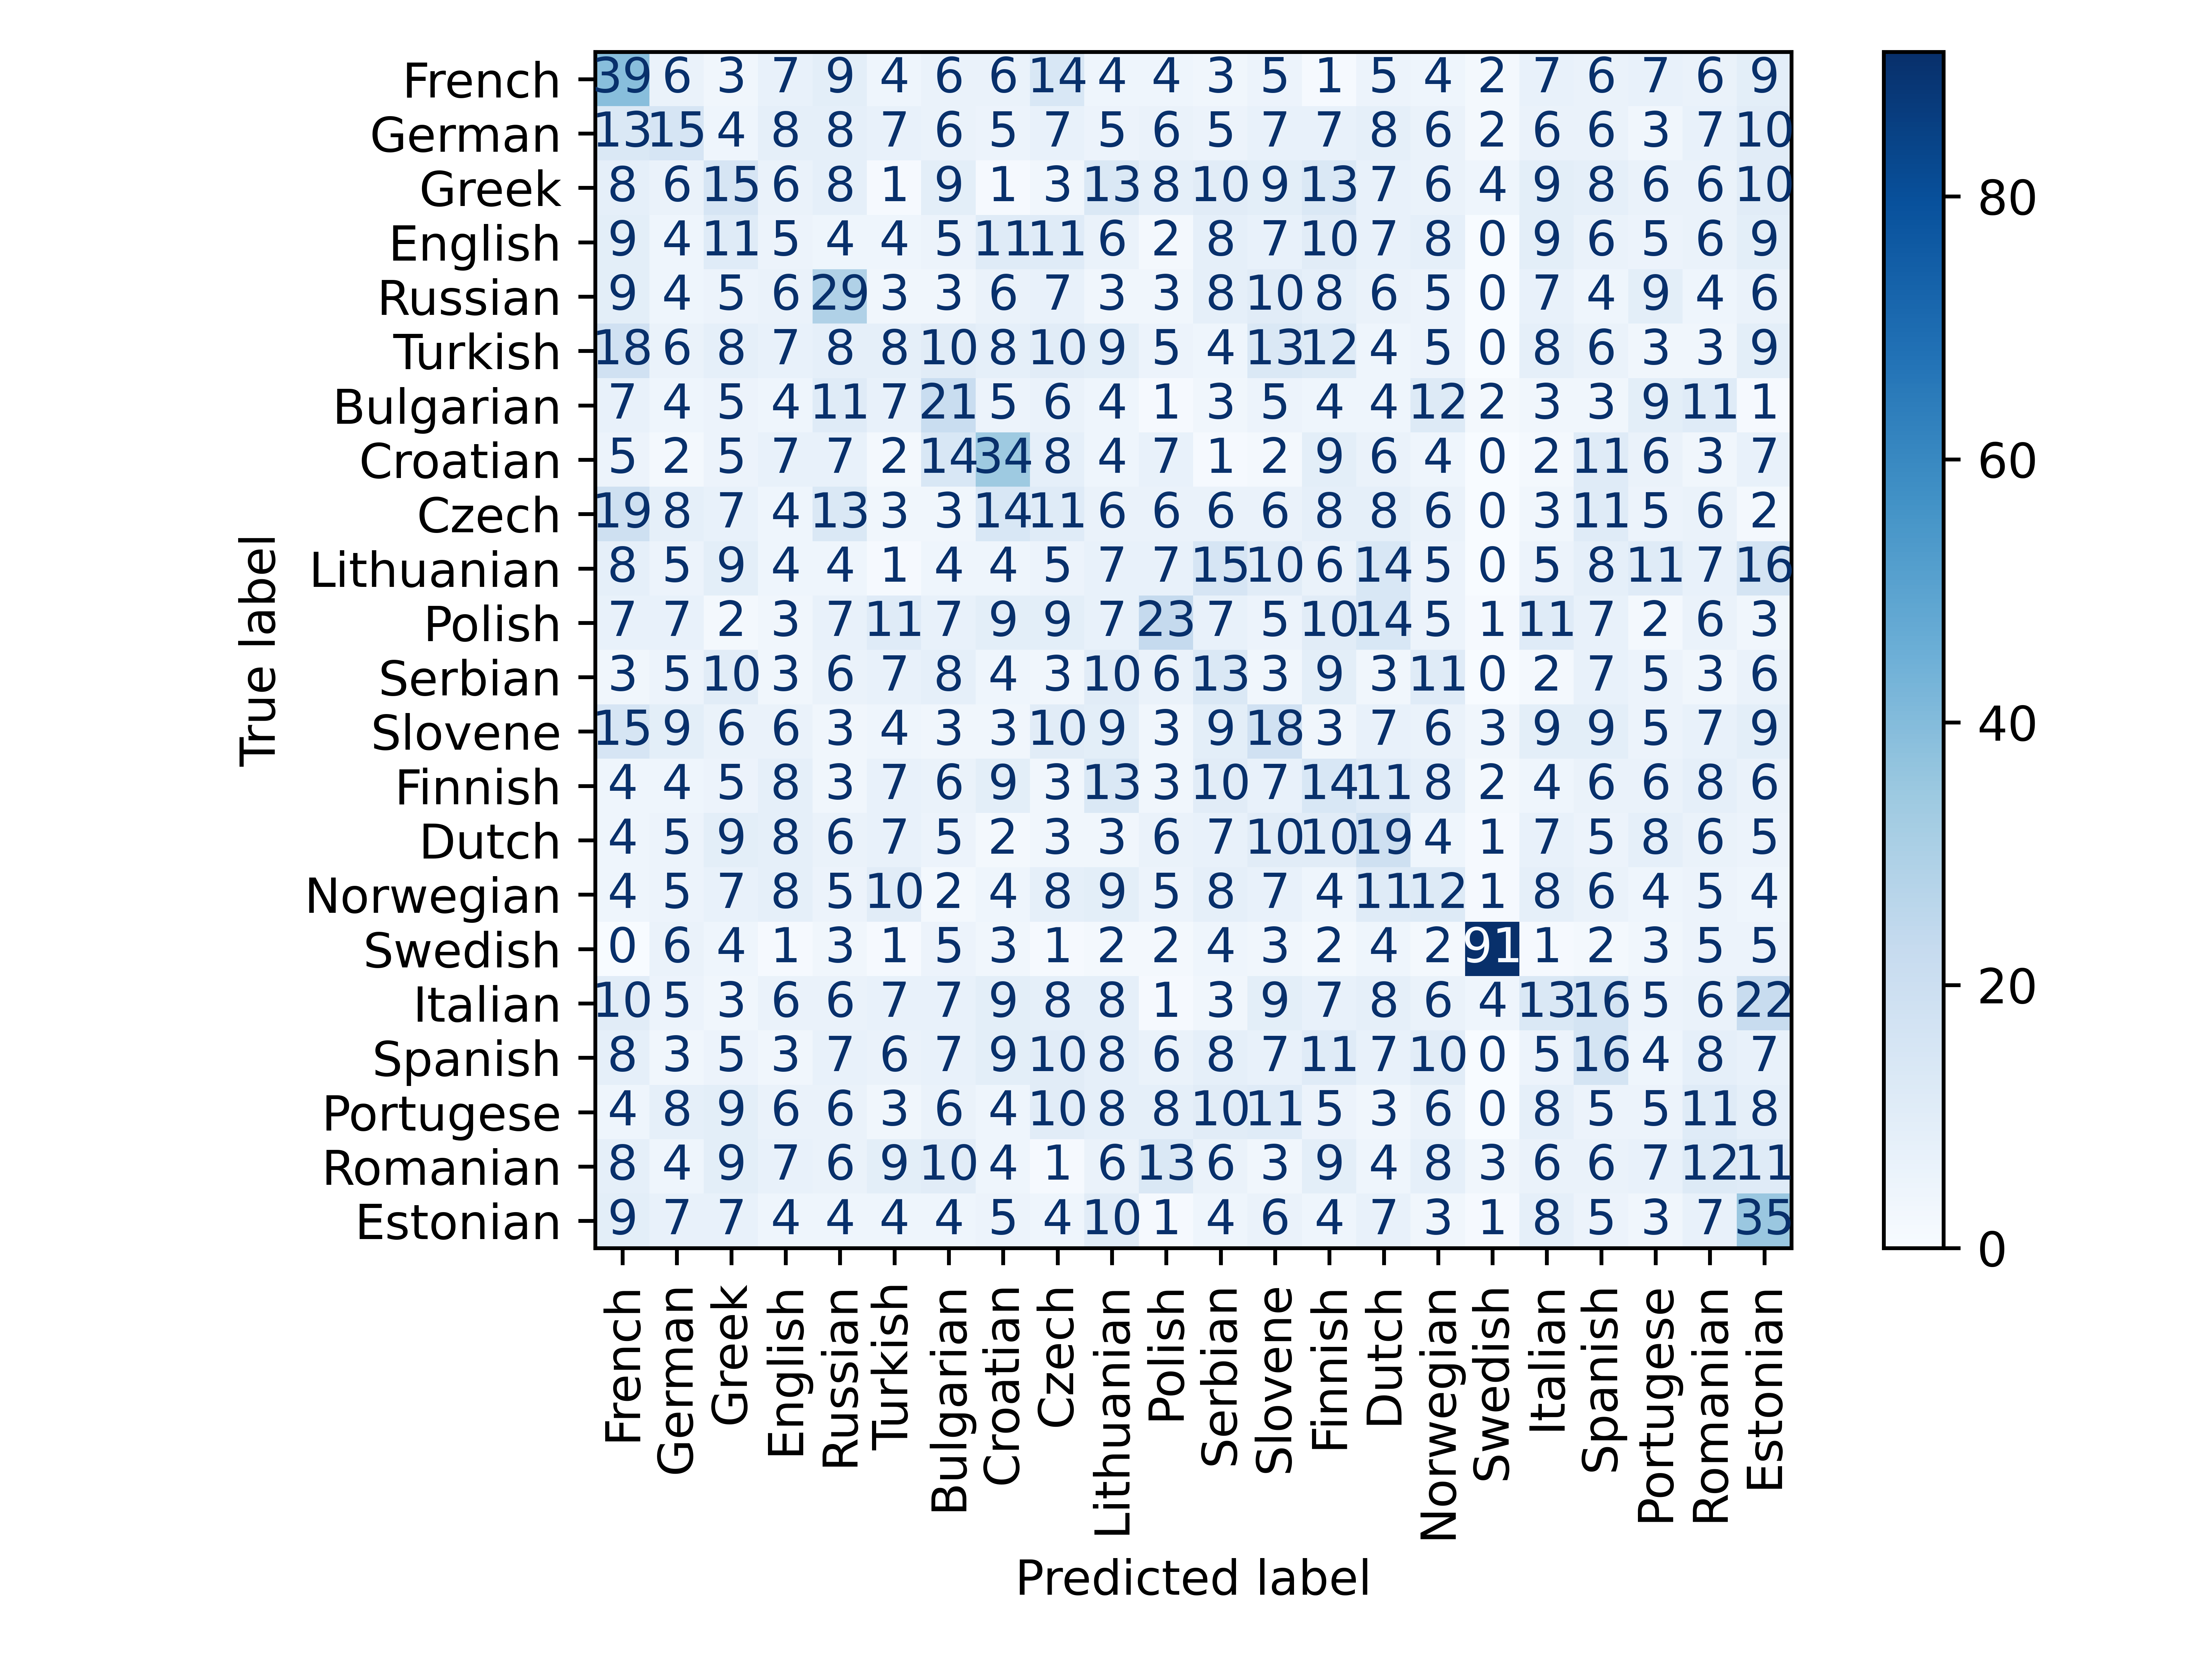 French 39 6 3 7 9 4 6 6 14 4 4 3 5 1 5 4 2 7 6 7 6 9
German 13 15 4 8 8 7 6 5 7 5 6 5 7 7 8 6 2 6 6 3 7 10
Greek 8 6 15 6 8 1 9 1 3 13 8 10 9 13 7 6 4 9 8 6 6 10
English 9 4 11 5 4 4 5 11 11 6 2 8 7 10 7 8 0 9 6 5 6 9
Russian 9 4 5 6 29 3 3 6 7 3 3 8 10 8 6 5 0 7 4 9 4 6
Turkish 18 6 8 7 8 8 10 8 10 9 5 4 13 12 4 5 0 8 6 3 3 9
Bulgarian 7 4 5 4 11 7 21 5 6 4 1 3 5 4 4 12 2 3 3 9 11 1
Croatian 5 2 5 7 7 2 14 34 8 4 7 1 2 9 6 4 0 2 11 6 3 7
Czech 19 8 7 4 13 3 3 14 11 6 6 6 6 8 8 6 0 3 11 5 6 2
Lithuanian 8 5 9 4 4 1 4 4 5 7 7 15 10 6 14 5 0 5 8 11 7 16
Polish 7 7 2 3 7 11 7 9 9 7 23 7 5 10 14 5 1 11 7 2 6 3
Serbian 3 5 10 3 6 7 8 4 3 10 6 13 3 9 3 11 0 2 7 5 3 6
Slovene 15 9 6 6 3 4 3 3 10 9 3 9 18 3 7 6 3 9 9 5 7 9
Finnish 4 4 5 8 3 7 6 9 3 13 3 10 7 14 11 8 2 4 6 6 8 6
Dutch 4 5 9 8 6 7 5 2 3 3 6 7 10 10 19 4 1 7 5 8 6 5
Norwegian 4 5 7 8 5 10 2 4 8 9 5 8 7 4 11 12 1 8 6 4 5 4
Swedish 0 6 4 1 3 1 5 3 1 2 2 4 3 2 4 2 91 1 2 3 5 5
Italian 10 5 3 6 6 7 7 9 8 8 1 3 9 7 8 6 4 13 16 5 6 22
Spanish 8 3 5 3 7 6 7 9 10 8 6 8 7 11 7 10 0 5 16 4 8 7
Portugese 4 8 9 6 6 3 6 4 10 8 8 10 11 5 3 6 0 8 5 5 11 8
Romanian 8 4 9 7 6 9 10 4 1 6 13 6 3 9 4 8 3 6 6 7 12 11
Estonian 9 7 7 4 4 4 4 5 4 10 1 4 6 4 7 3 1 8 5 3 7 35
True label
French German Greek English Russian Turkish Bulgarian Croatian Czech Lithuanian Polish Serbian Slovene Finnish Dutch Norwegian Swedish Italian Spanish Portugese Romanian Estonian
Predicted label
80
60
40
20
0